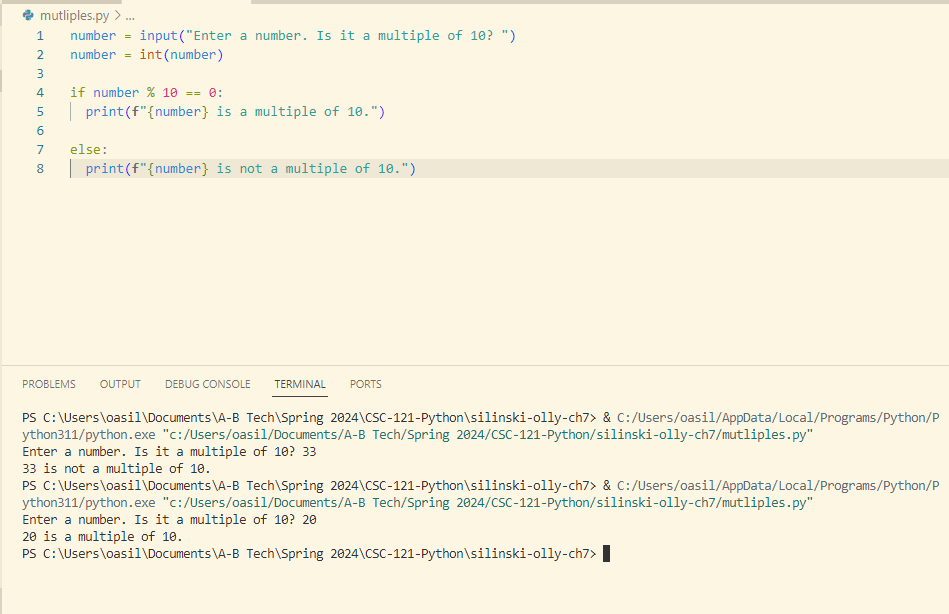 mutliples.py > ...
1 number = input("Enter a number. Is it a multiple of 10? ")
2 number = int(number)
3
4 if number % 10 == 0:
5   print(f"{number} is a multiple of 10.")
6
7 else:
8   print(f"{number} is not a multiple of 10.")
PROBLEMS OUTPUT DEBUG CONSOLE TERMINAL PORTS
PS C:\Users\oasil\Documents\A-B Tech\Spring 2024\CSC-121-Python\silinski-olly-ch7> & C:/Users/oasil/AppData/Local/Programs/Python/P
ython311/python.exe "c:/Users/oasil/Documents/A-B Tech/Spring 2024/CSC-121-Python/silinski-olly-ch7/mutliples.py"
Enter a number. Is it a multiple of 10? 33
33 is not a multiple of 10.
PS C:\Users\oasil\Documents\A-B Tech\Spring 2024\CSC-121-Python\silinski-olly-ch7> & C:/Users/oasil/AppData/Local/Programs/Python/P
ython311/python.exe "c:/Users/oasil/Documents/A-B Tech/Spring 2024/CSC-121-Python/silinski-olly-ch7/mutliples.py"
Enter a number. Is it a multiple of 10? 20
20 is a multiple of 10.
PS C:\Users\oasil\Documents\A-B Tech\Spring 2024\CSC-121-Python\silinski-olly-ch7>